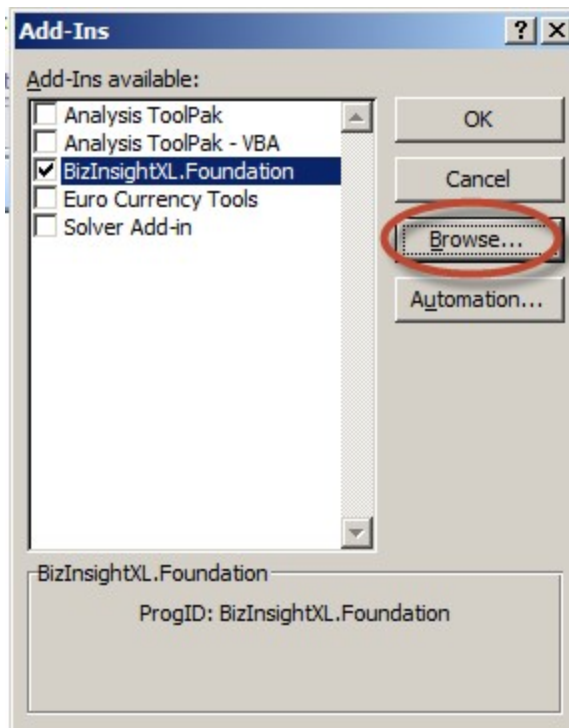 Add-Ins
Add-Ins available:
Analysis ToolPak
Analysis ToolPak - VBA
BizInsightXL.Foundation
Euro Currency Tools
Solver Add-in
OK
Cancel
Browse...
Automation...
BizInsightXL.Foundation
ProgID: BizInsightXL.Foundation